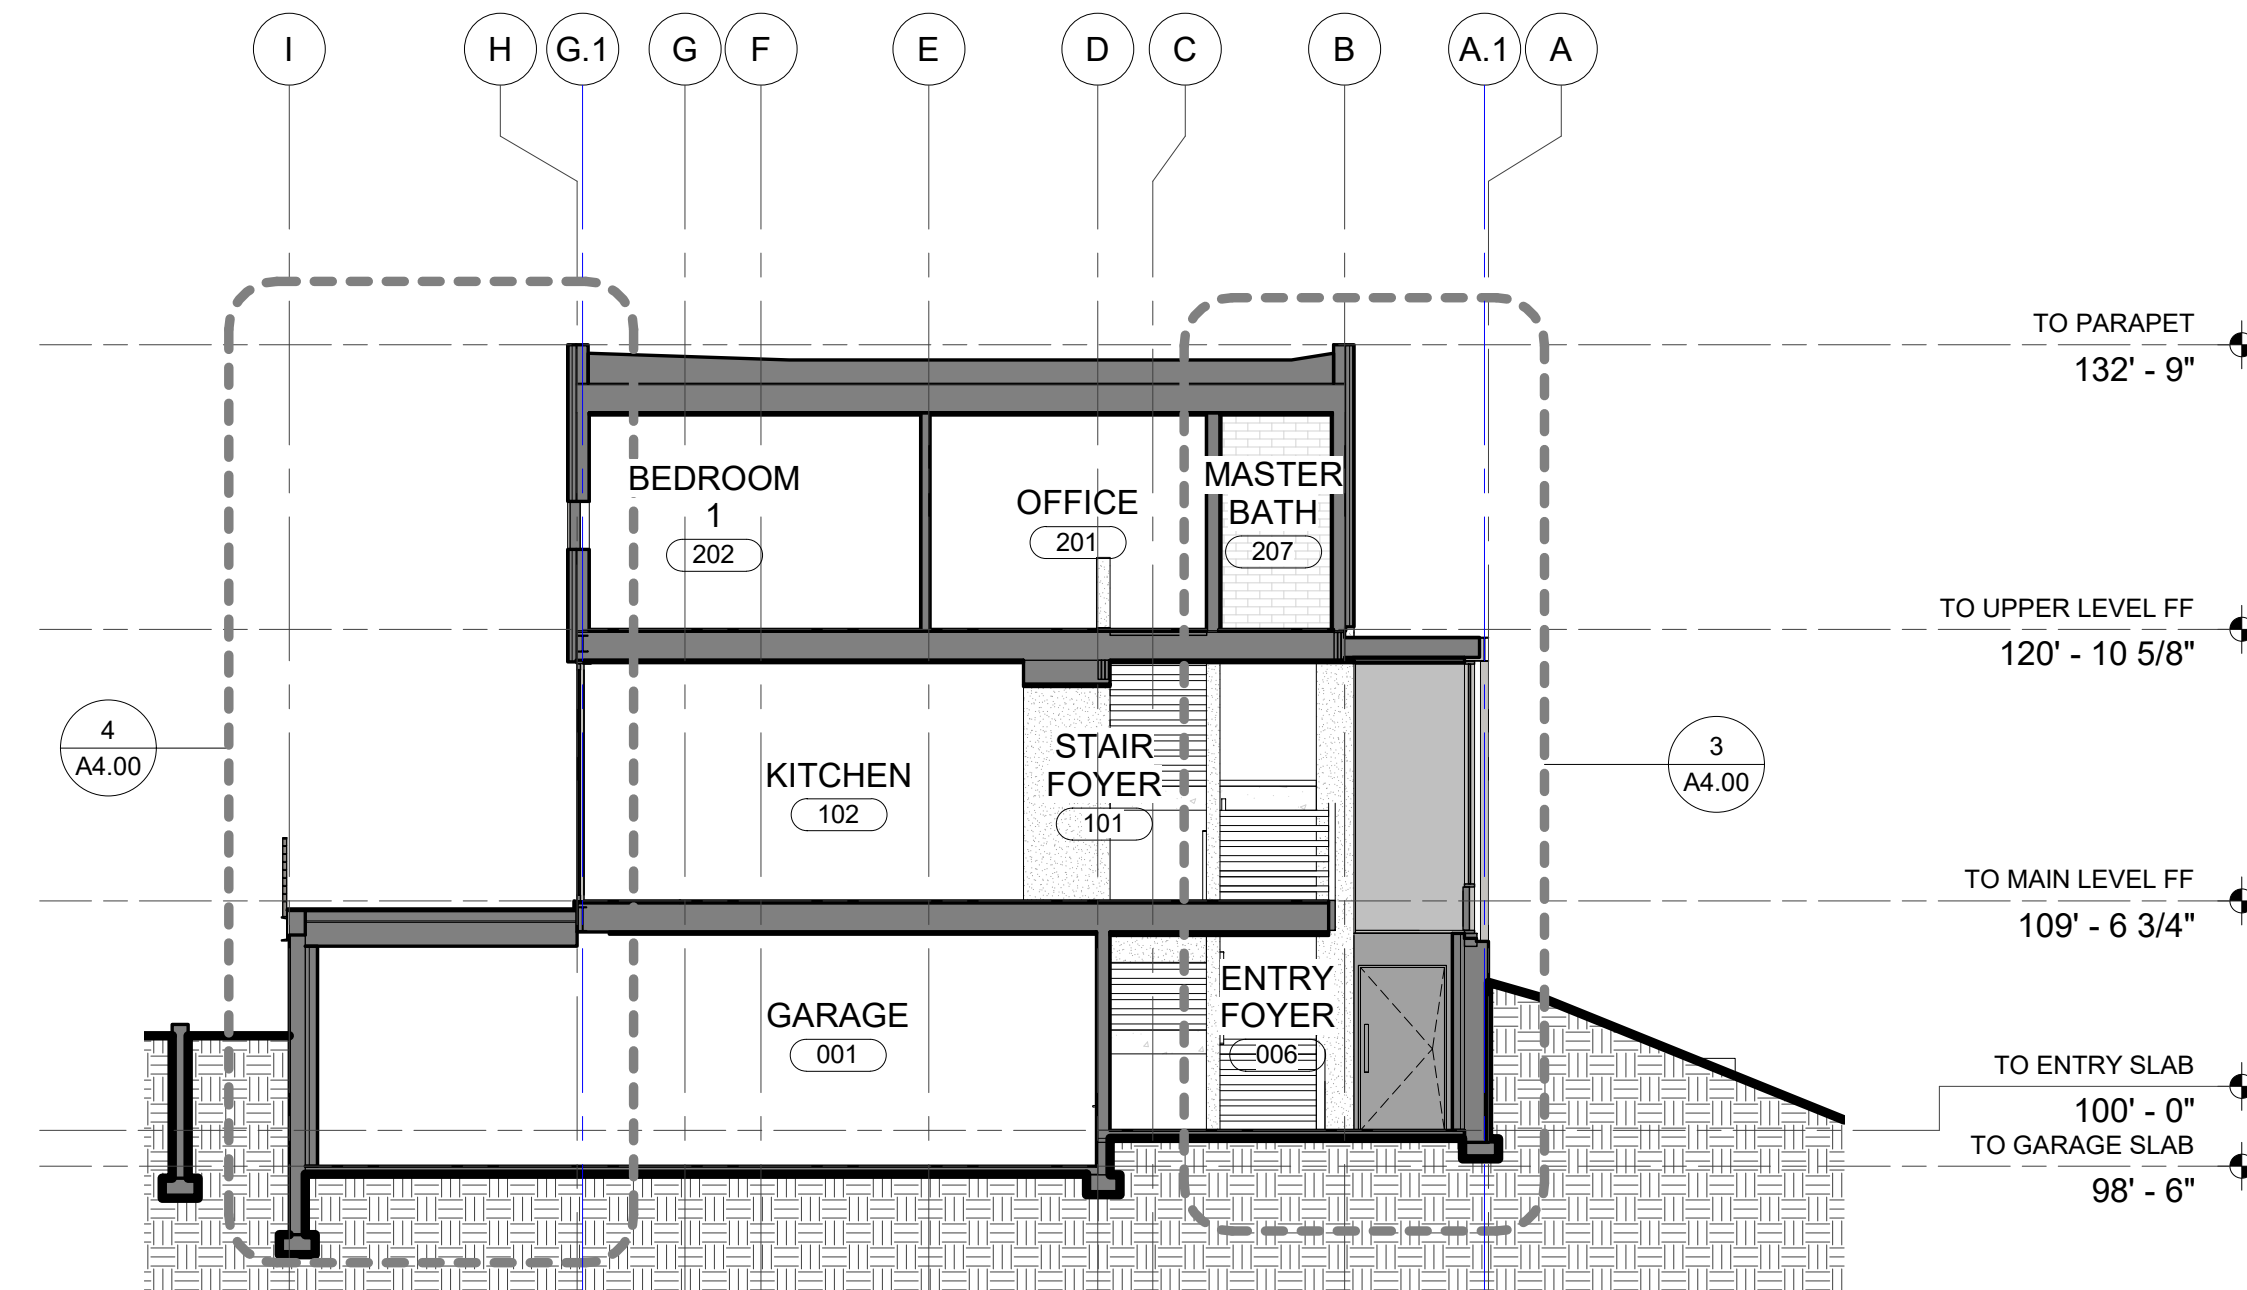 I H G.1 G F E D C B A.1 A
TO PARAPET
132' - 9"
BEDROOM
1
202
OFFICE
201
MASTER
BATH
207
TO UPPER LEVEL FF
120' - 10 5/8"
4
A4.00
KITCHEN
102
STAIR
FOYER
101
3
A4.00
TO MAIN LEVEL FF
109' - 6 3/4"
GARAGE
001
ENTRY
FOYER
006
TO ENTRY SLAB
100' - 0"
TO GARAGE SLAB
98' - 6"